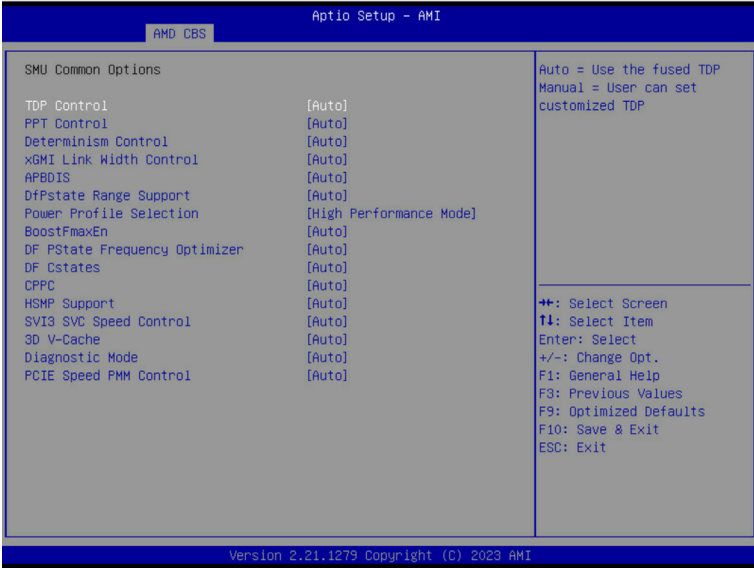 Aptio Setup – AMI
AMD CBS
SMU Common Options
TDP Control [Auto]
PPT Control [Auto]
Determinism Control [Auto]
xGMI Link Width Control [Auto]
APBDIS [Auto]
DfPstate Range Support [Auto]
Power Profile Selection [High Performance Mode]
BoostFmaxEn [Auto]
DF PState Frequency Optimizer [Auto]
DF Cstates [Auto]
CPPC [Auto]
HSMP Support [Auto]
SVI3 SVC Speed Control [Auto]
3D V-Cache [Auto]
Diagnostic Mode [Auto]
PCIE Speed PMM Control [Auto]
Auto = Use the fused TDP
Manual = User can set
customized TDP
→←: Select Screen
↑↓: Select Item
Enter: Select
+/-: Change Opt.
F1: General Help
F3: Previous Values
F9: Optimized Defaults
F10: Save & Exit
ESC: Exit
Version 2.21.1279 Copyright (C) 2023 AMI